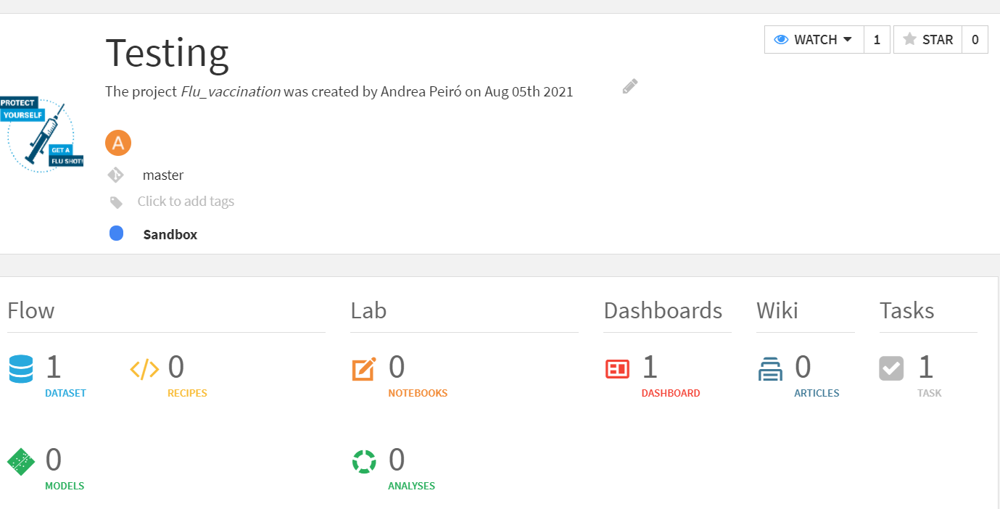 Testing
WATCH 1 STAR 0
The project Flu_vaccination was created by Andrea Peiró on Aug 05th 2021
PROTECT
YOURSELF
GET A
FLU SHOT!
A
master
Click to add tags
Sandbox
Flow
1
DATASET
0
RECIPES
0
MODELS
Lab
0
NOTEBOOKS
0
ANALYSES
Dashboards
1
DASHBOARD
Wiki
0
ARTICLES
Tasks
1
TASK